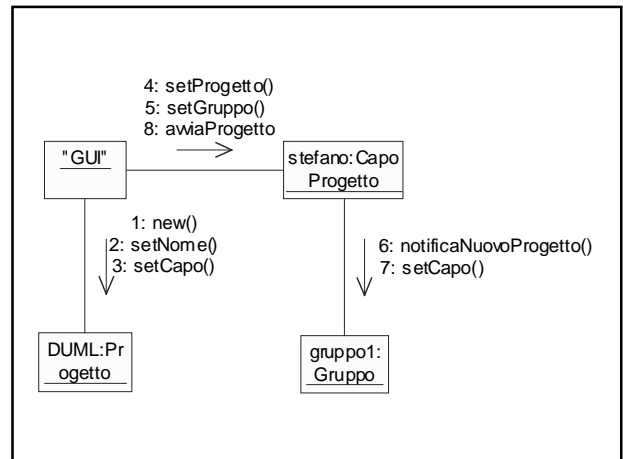 4: setProgetto()
5: setGruppo()
8: avviaProgetto
"GUI"
stefano:Capo
Progetto
1: new()
2: setNome()
3: setCapo()
6: notificaNuovoProgetto()
7: setCapo()
DUML:Pr
ogetto
gruppo1:
Gruppo